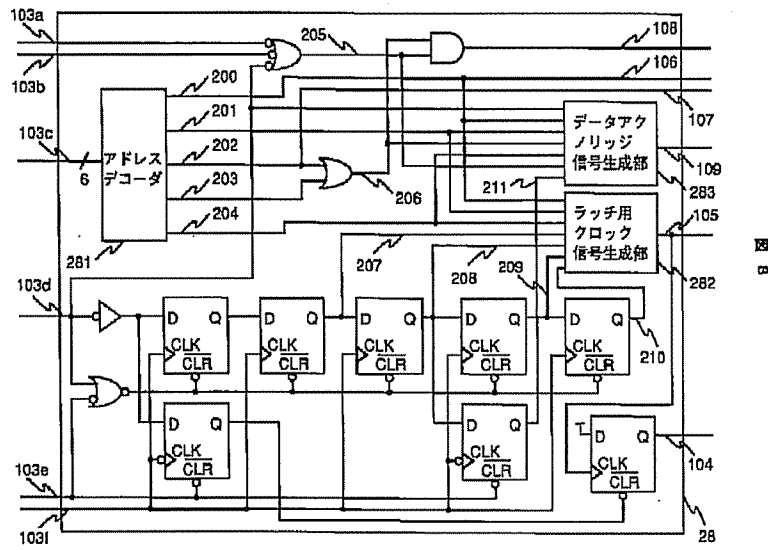 103a
205
108
103b
200
106
201
107
103c
202
データアク
ノリッジ
信号生成部
アドレス
デコーダ
6
203
109
206
211
283
204
ラッチ用
クロック
信号生成部
105
281
207
208
209
282
図
8
103d
D Q
D Q
D Q
D Q
D Q
CLK
CLR
CLK
CLR
CLK
CLR
CLK
CLR
CLK
CLR
210
D Q
D Q
D Q
CLK
CLR
CLK
CLR
CLK
CLR
104
103e
103l
28